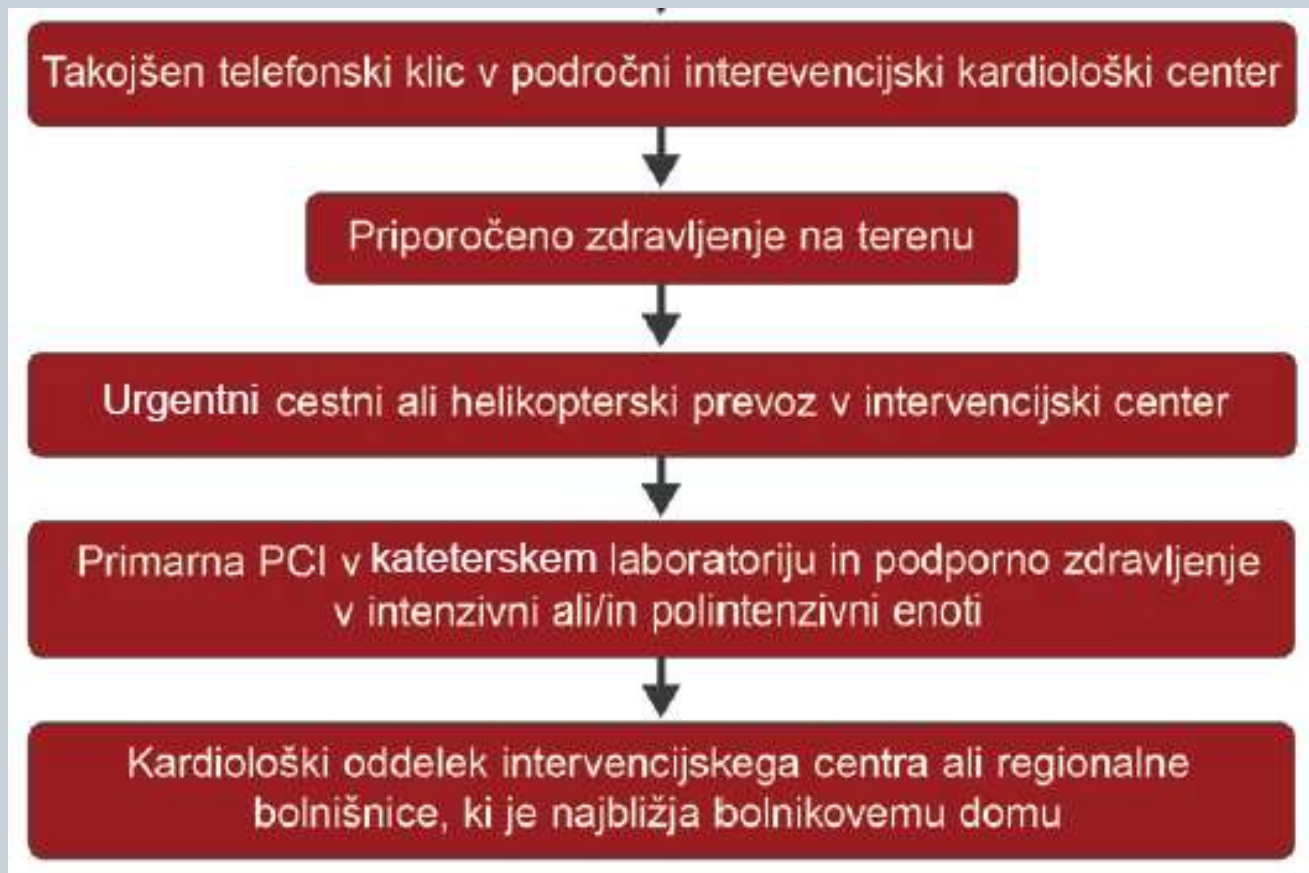 Takojšen telefonski klic v področni interevencijski kardiološki center
Priporočeno zdravljenje na terenu
Urgentni cestni ali helikopterski prevoz v intervencijski center
Primarna PCI v kateterskem laboratoriju in podporno zdravljenje
v intenzivni ali/in polintenzivni enoti
Kardiološki oddelek intervencijskega centra ali regionalne
bolnišnice, ki je najbližja bolnikovemu domu